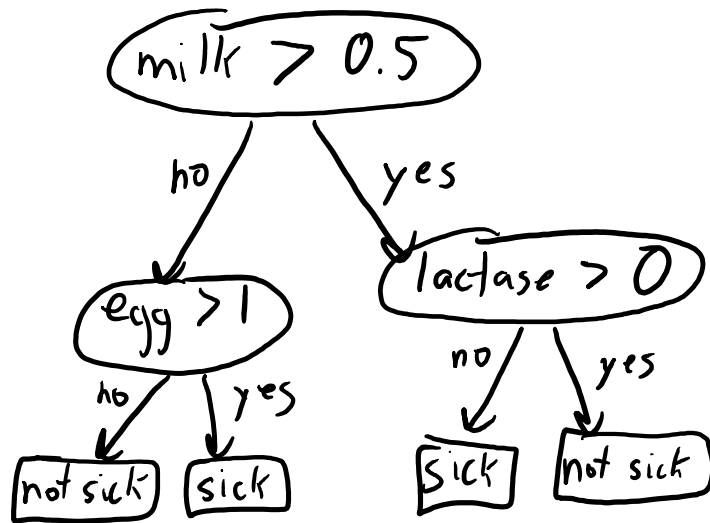 milk > 0.5
no
yes
egg > 1
lactase > 0
no
yes
no
yes
not sick
sick
sick
not sick